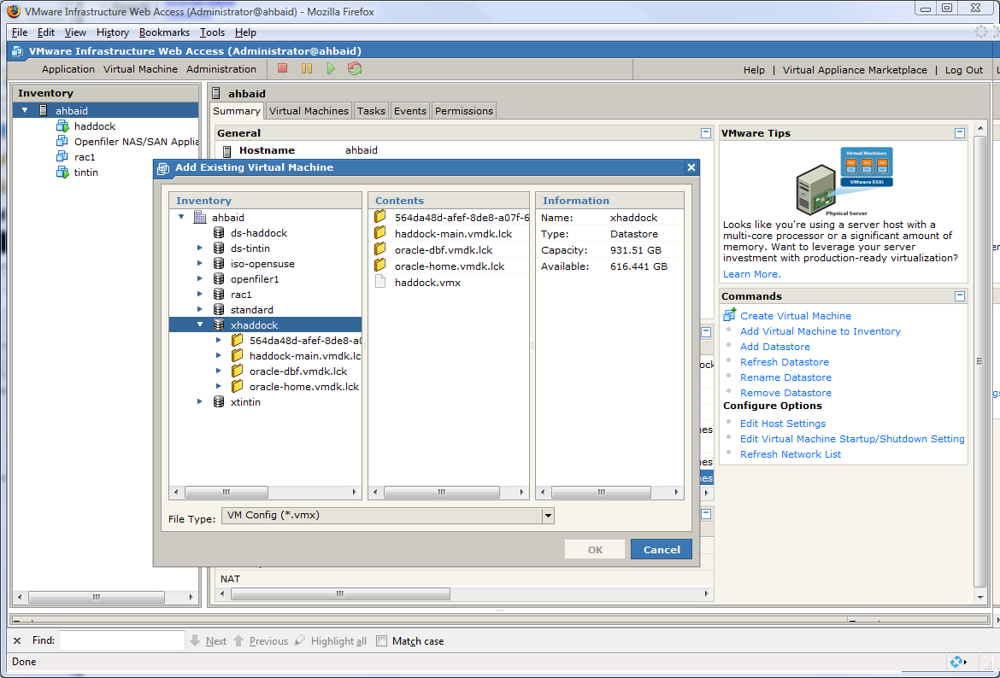 VMware Infrastructure Web Access (Administrator@ahbaid) - Mozilla Firefox
File Edit View History Bookmarks Tools Help
VMware Infrastructure Web Access (Administrator@ahbaid)
Application Virtual Machine Administration
Help | Virtual Appliance Marketplace | Log Out
Inventory
ahbaid
haddock
Openfiler NAS/SAN Applia
rac1
tintin
ahbaid
Summary Virtual Machines Tasks Events Permissions
General
Hostname ahbaid
Add Existing Virtual Machine
Inventory
ahbaid
ds-haddock
ds-tintin
iso-opensuse
openfiler1
rac1
standard
xhaddock
564da48d-afef-8de8-a0
haddock-main.vmdk.lc
oracle-dbf.vmdk.lck
oracle-home.vmdk.lck
xtintin
Contents
564da48d-afef-8de8-a07f-6
haddock-main.vmdk.lck
oracle-dbf.vmdk.lck
oracle-home.vmdk.lck
haddock.vmx
Information
Name: xhaddock
Type: Datastore
Capacity: 931.51 GB
Available: 616.441 GB
File Type: VM Config (*.vmx)
OK Cancel
NAT
VMware Tips
Virtual Machines
VMware ESXi
Physical Server
Looks like you're using a server host with a
multi-core processor or a significant amount of
memory. Want to leverage your server
investment with production-ready virtualization?
Learn More.
Commands
Create Virtual Machine
Add Virtual Machine to Inventory
Add Datastore
Refresh Datastore
Rename Datastore
Remove Datastore
Configure Options
Edit Host Settings
Edit Virtual Machine Startup/Shutdown Setting
Refresh Network List
Find: Next Previous Highlight all Match case
Done